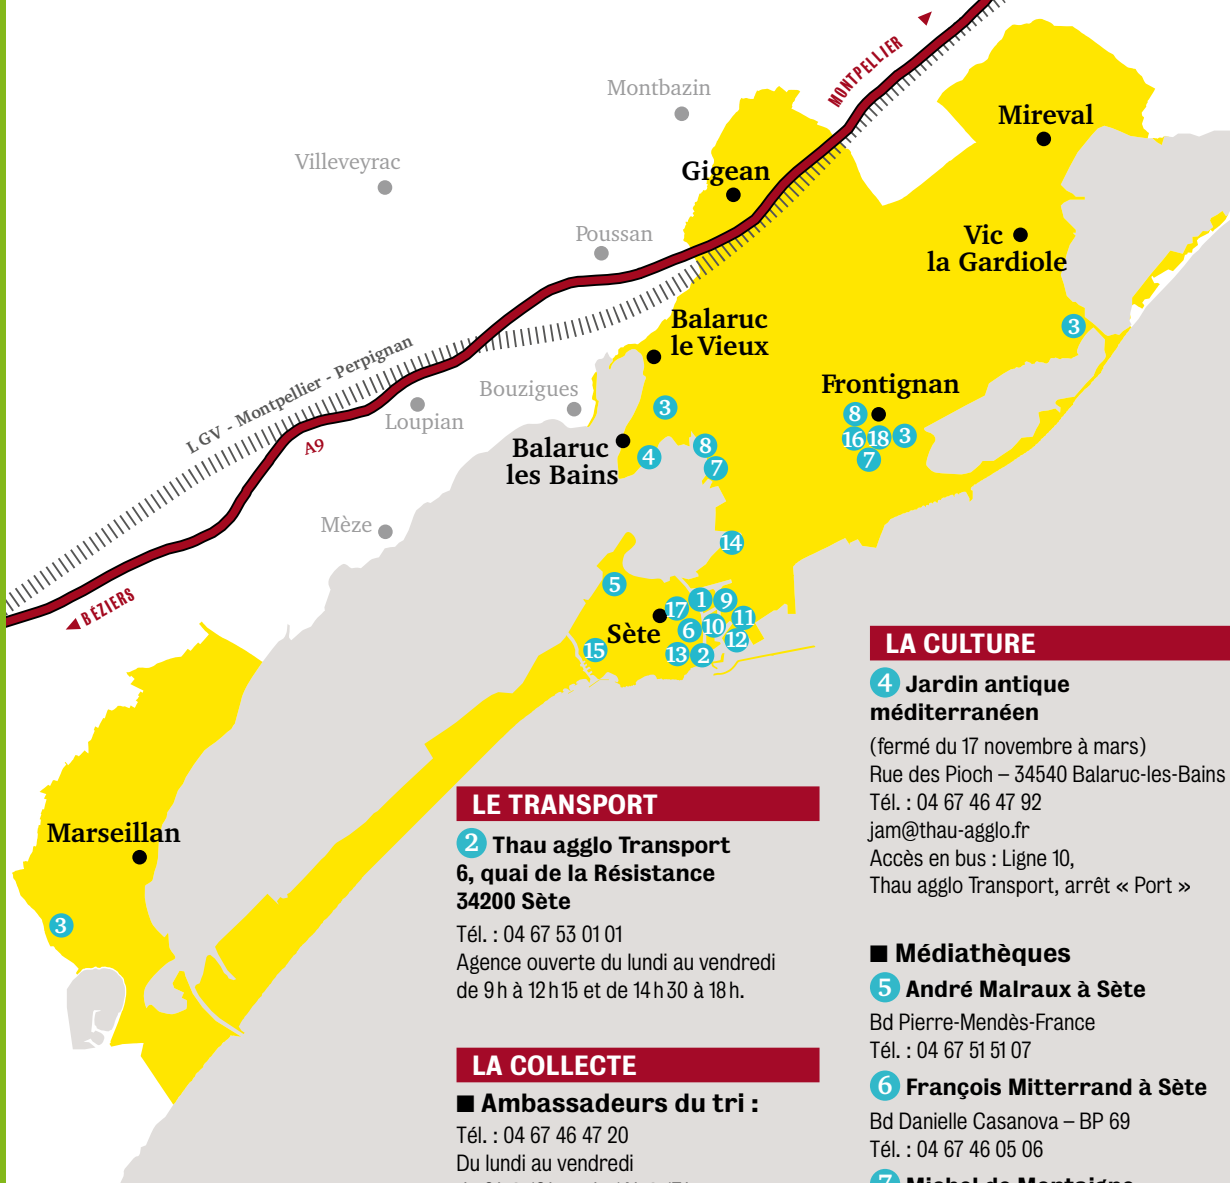 MONTPELLIER
Montbazin
Mireval
Villeveyrac
Gigean
Poussan
Vic
la Gardiole
Balaruc
le Vieux
3
LGV - Montpellier - Perpignan
Bouzigues
Frontignan
Loupian
3
8
A9
Balaruc
les Bains
4
8
7
16
18
3
7
Mèze
14
BÉZIERS
5
17
1
9
11
Sète
6
10
12
15
13
2
Marseillan
3
LE TRANSPORT
2 Thau agglo Transport
6, quai de la Résistance
34200 Sète
Tél. : 04 67 53 01 01
Agence ouverte du lundi au vendredi
de 9 h à 12 h 15 et de 14 h 30 à 18 h.
LA COLLECTE
■ Ambassadeurs du tri :
Tél. : 04 67 46 47 20
Du lundi au vendredi
LA CULTURE
4 Jardin antique
méditerranéen
(fermé du 17 novembre à mars)
Rue des Pioch – 34540 Balaruc-les-Bains
Tél. : 04 67 46 47 92
jam@thau-agglo.fr
Accès en bus : Ligne 10,
Thau agglo Transport, arrêt « Port »
■ Médiathèques
5 André Malraux à Sète
Bd Pierre-Mendès-France
Tél. : 04 67 51 51 07
6 François Mitterrand à Sète
Bd Danielle Casanova – BP 69
Tél. : 04 67 46 05 06
7 Michel de Montaigne